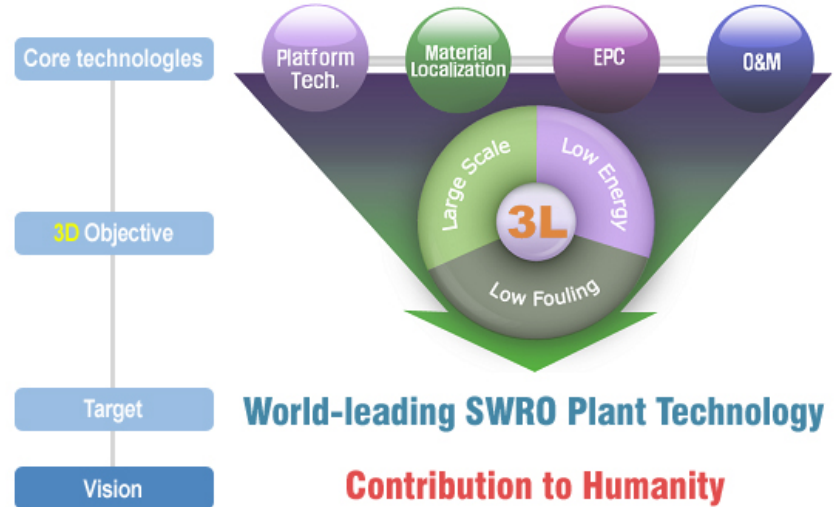 Core technologies
Platform
Tech.
Material
Localization
EPC
O&M
3D Objective
Large Scale
Low Energy
3L
Low Fouling
Target
World-leading SWRO Plant Technology
Vision
Contribution to Humanity